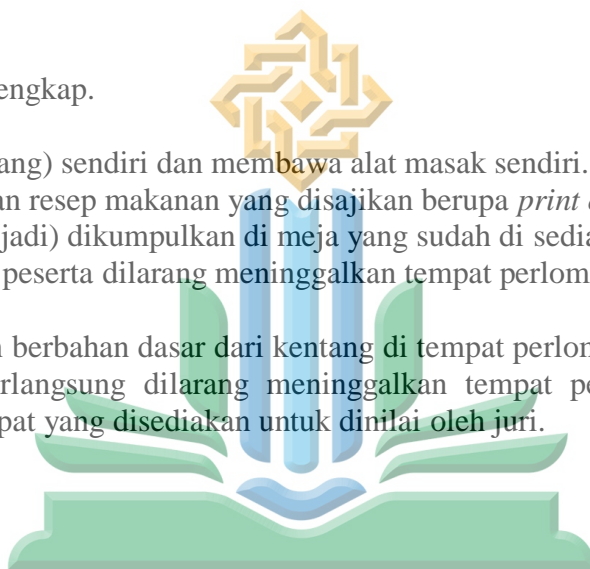 engkap.
ang) sendiri dan membawa alat masak sendiri.
an resep makanan yang disajikan berupa print
jadi) dikumpulkan di meja yang sudah di sedia
peserta dilarang meninggalkan tempat perlom
berbahan dasar dari kentang di tempat perlom
rlangsung dilarang meninggalkan tempat pe
pat yang disediakan untuk dinilai oleh juri.